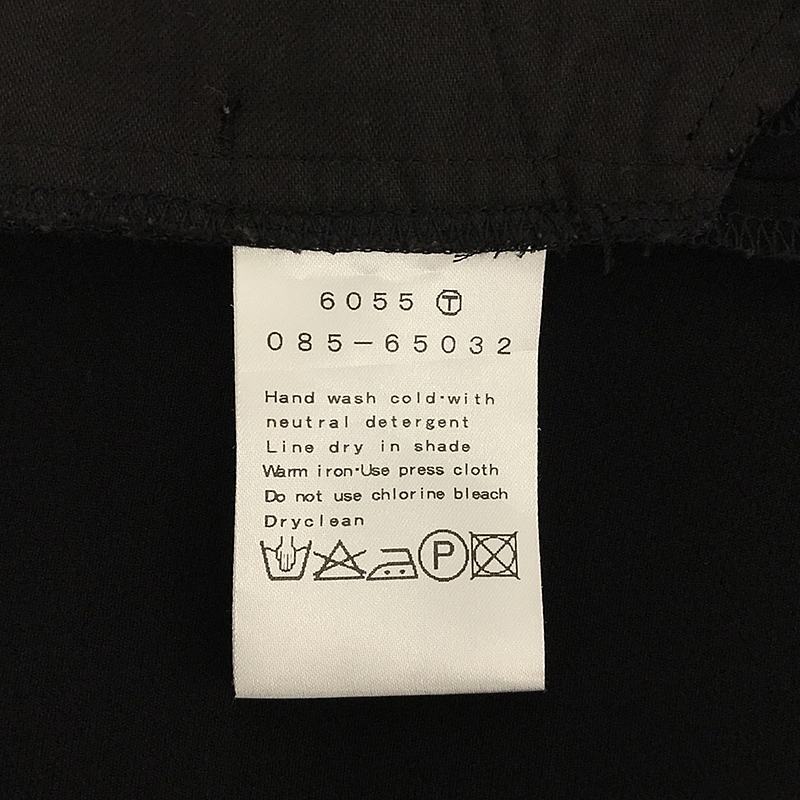 6055 Ⓣ
085-65032
Hand wash cold·with
neutral detergent
Line dry in shade
Warm iron·Use press cloth
Do not use chlorine bleach
Dryclean
P